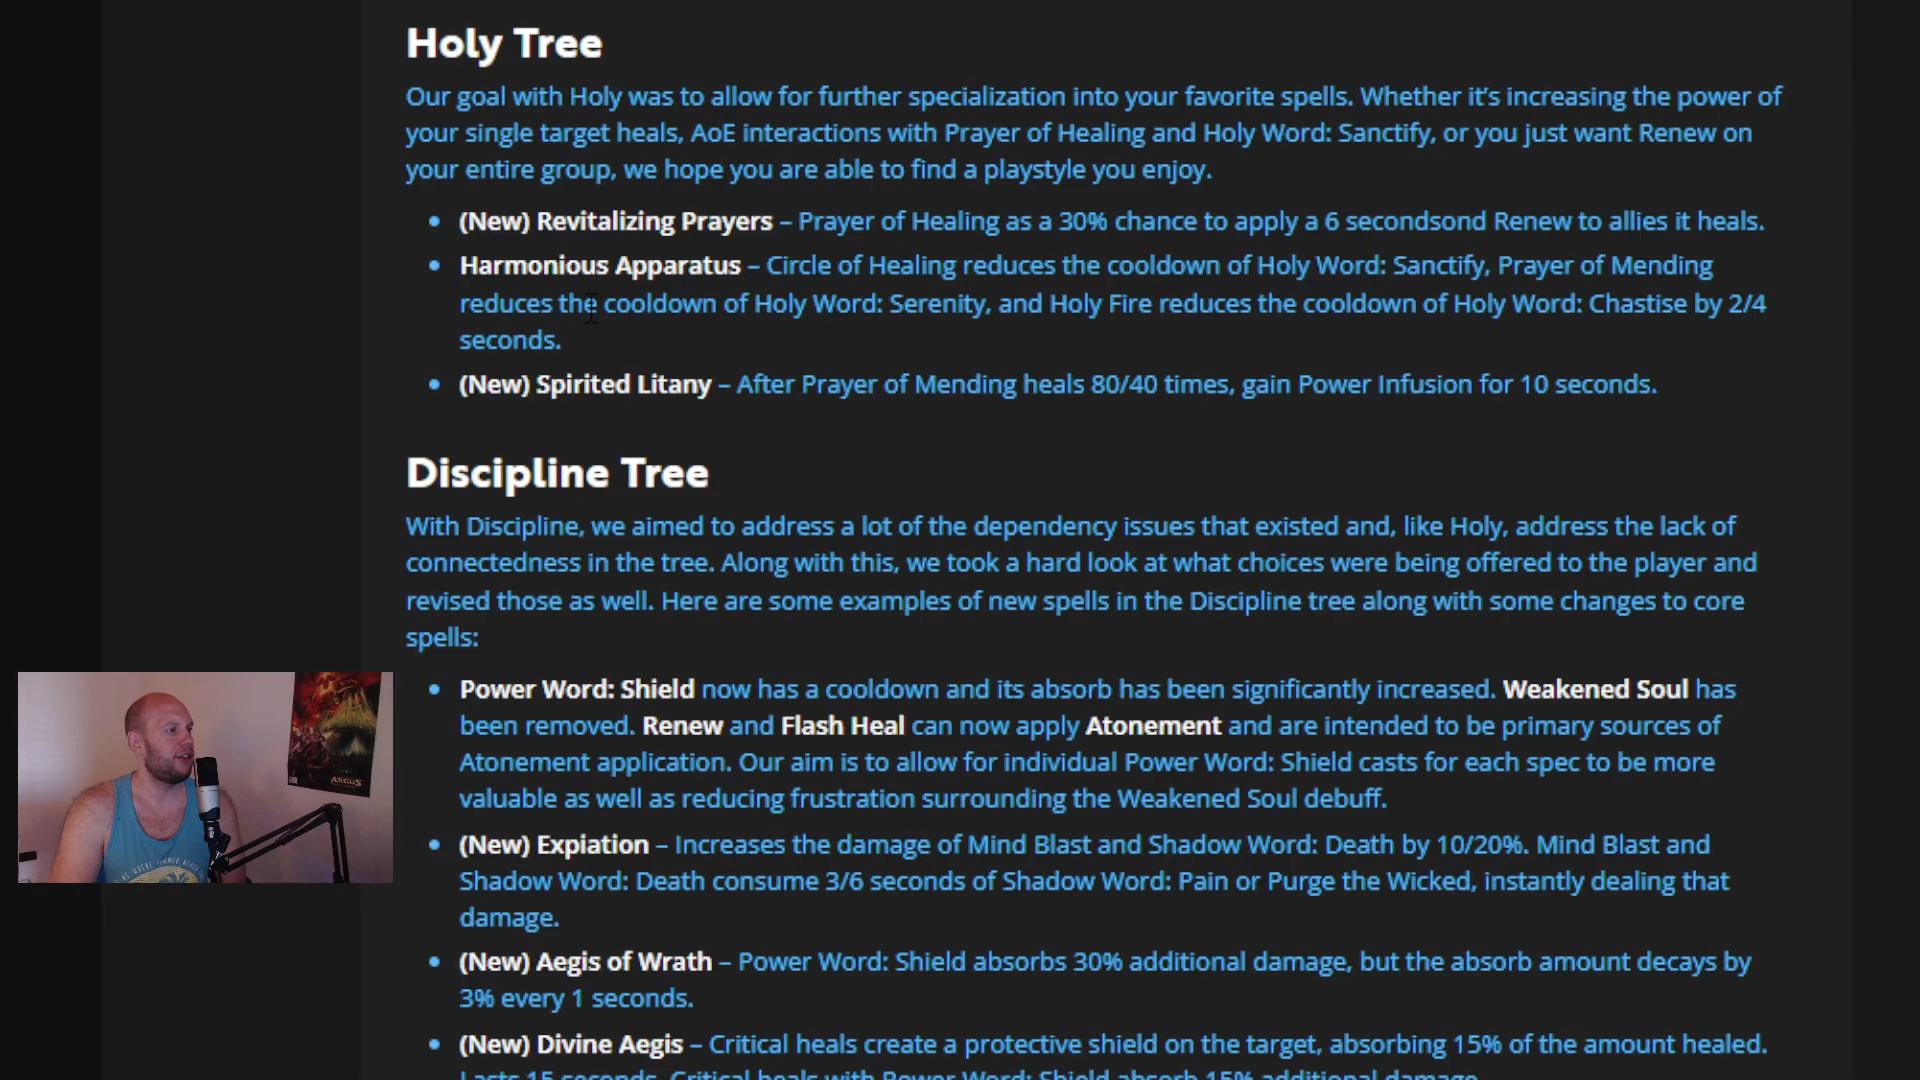 Holy Tree
Our goal with Holy was to allow for further specialization into your favorite spells. Whether it's increasing the power of
your single target heals, AoE interactions with Prayer of Healing and Holy Word: Sanctify, or you just want Renew on
your entire group, we hope you are able to find a playstyle you enjoy.
• (New) Revitalizing Prayers – Prayer of Healing as a 30% chance to apply a 6 secondsond Renew to allies it heals.
• Harmonious Apparatus – Circle of Healing reduces the cooldown of Holy Word: Sanctify, Prayer of Mending
reduces the cooldown of Holy Word: Serenity, and Holy Fire reduces the cooldown of Holy Word: Chastise by 2/4
seconds.
• (New) Spirited Litany – After Prayer of Mending heals 80/40 times, gain Power Infusion for 10 seconds.
Discipline Tree
With Discipline, we aimed to address a lot of the dependency issues that existed and, like Holy, address the lack of
connectedness in the tree. Along with this, we took a hard look at what choices were being offered to the player and
revised those as well. Here are some examples of new spells in the Discipline tree along with some changes to core
spells:
• Power Word: Shield now has a cooldown and its absorb has been significantly increased. Weakened Soul has
been removed. Renew and Flash Heal can now apply Atonement and are intended to be primary sources of
Atonement application. Our aim is to allow for individual Power Word: Shield casts for each spec to be more
valuable as well as reducing frustration surrounding the Weakened Soul debuff.
• (New) Expiation – Increases the damage of Mind Blast and Shadow Word: Death by 10/20%. Mind Blast and
Shadow Word: Death consume 3/6 seconds of Shadow Word: Pain or Purge the Wicked, instantly dealing that
damage.
• (New) Aegis of Wrath – Power Word: Shield absorbs 30% additional damage, but the absorb amount decays by
3% every 1 seconds.
• (New) Divine Aegis – Critical heals create a protective shield on the target, absorbing 15% of the amount healed.
Lasts 15 seconds. Critical heals with Power Word: Shield absorb 15% additional damage.
ARGUS